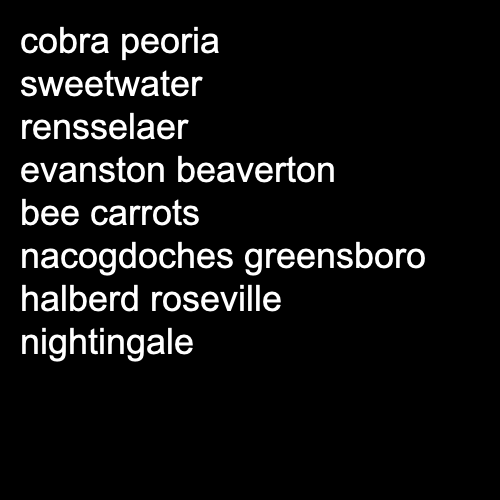 cobra peoria
sweetwater
rensselaer
evanston beaverton
bee carrots
nacogdoches greensboro
halberd roseville
nightingale